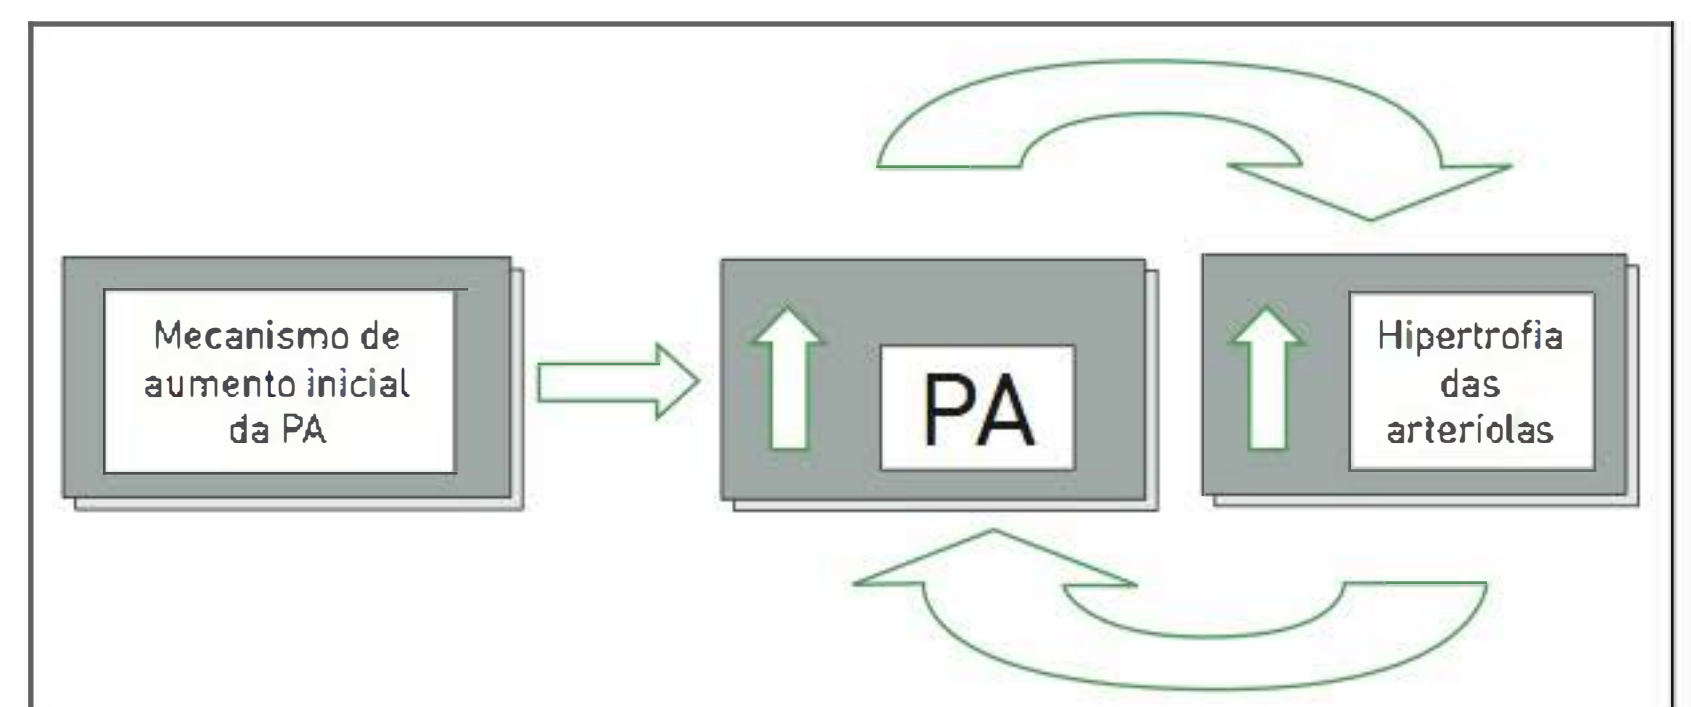 Mecanismo de
aumento inicial
da PA
PA
Hipertrofia
das
arteríolas